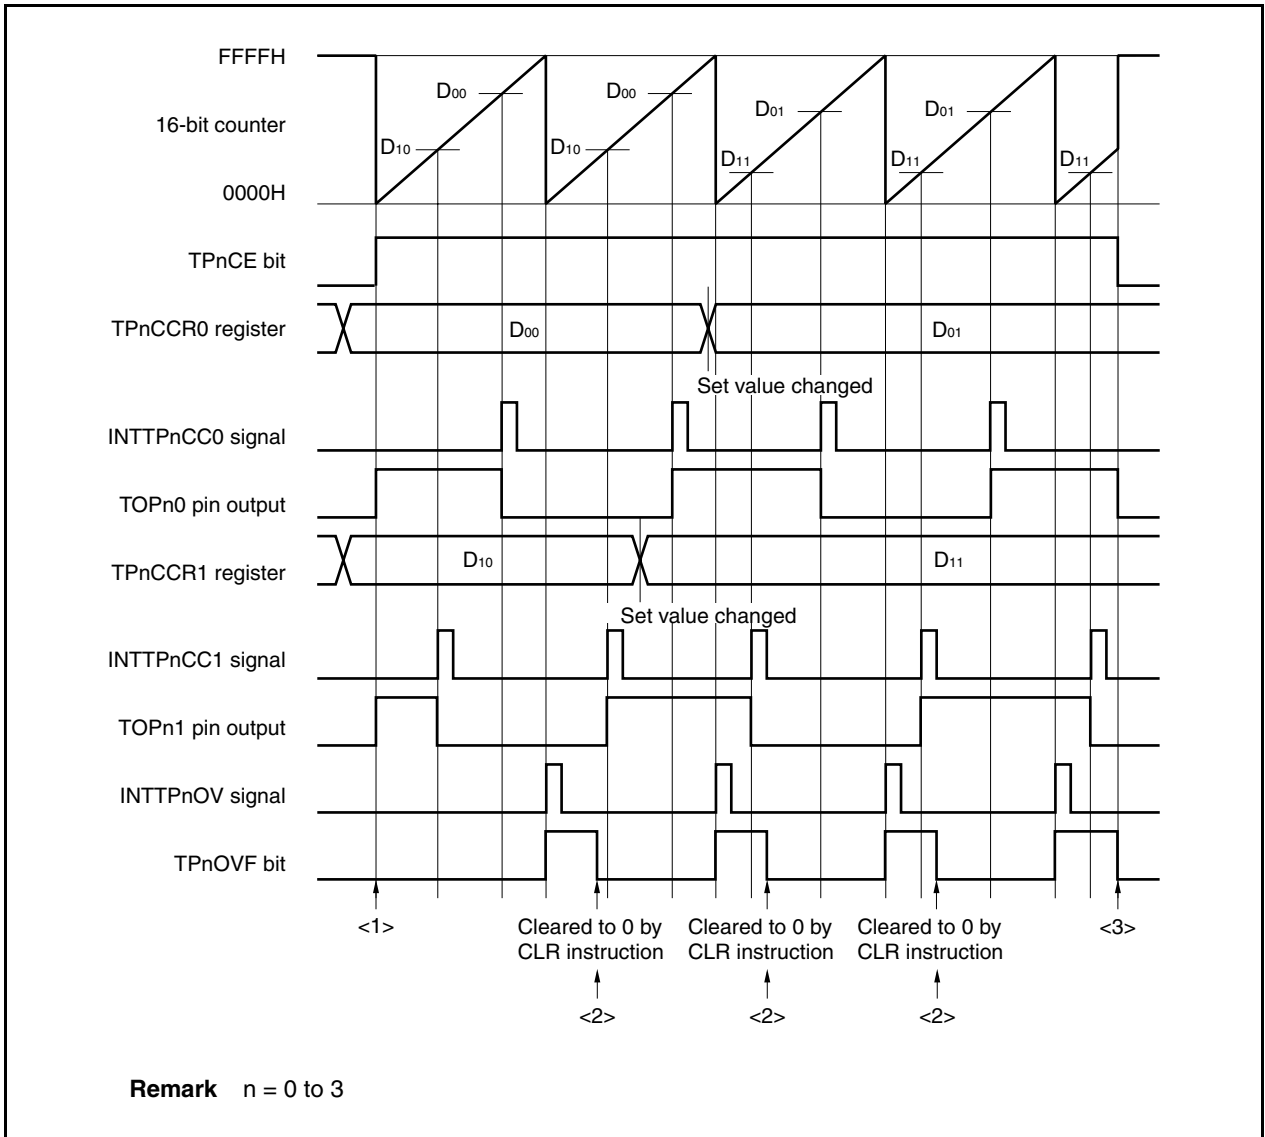 FFFFH
D00 D00
D01 D01
16-bit counter
D10 D10
D11 D11 D11
0000H
TPnCE bit
TPnCCR0 register
D00 D01
Set value changed
INTTPnCC0 signal
TOPn0 pin output
TPnCCR1 register
D10 D11
Set value changed
INTTPnCC1 signal
TOPn1 pin output
INTTPnOV signal
TPnOVF bit
<1>
Cleared to 0 by
CLR instruction
<2>
Cleared to 0 by
CLR instruction
<2>
Cleared to 0 by
CLR instruction
<2>
<3>
Remark n = 0 to 3